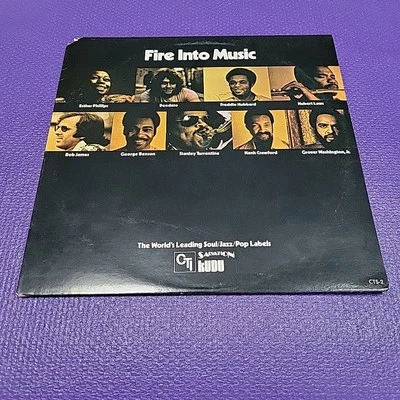 Fire Into Music
Esther Phillips Deodato Freddie Hubbard Hubert Laws
Bob James George Benson Stanley Turrentine Hank Crawford Grover Washington, Jr.
The World's Leading Soul/Jazz/Pop Labels
CTI SALVATION
KUDU
CTS-2